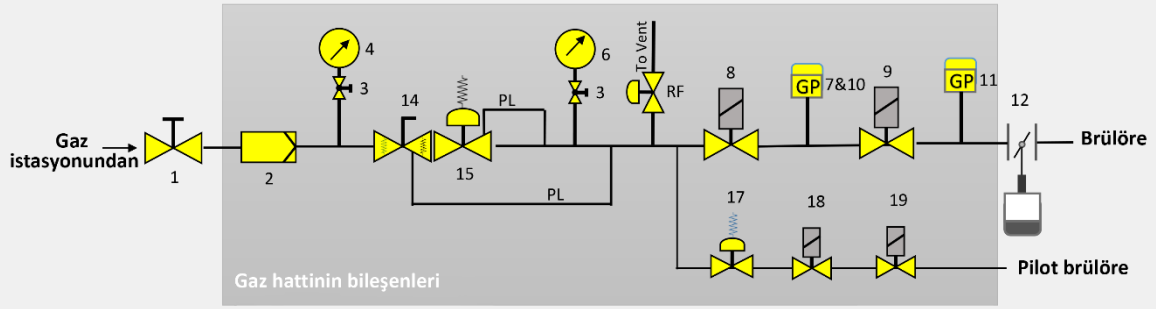 To Vent
4
6
8
7&10
9
11
12
3
3
RF
14
PL
GP
GP
Gaz
istasyonundan
Brülöre
1
2
15
PL
17
18
19
Gaz hattinin bileşenleri
Pilot brülöre